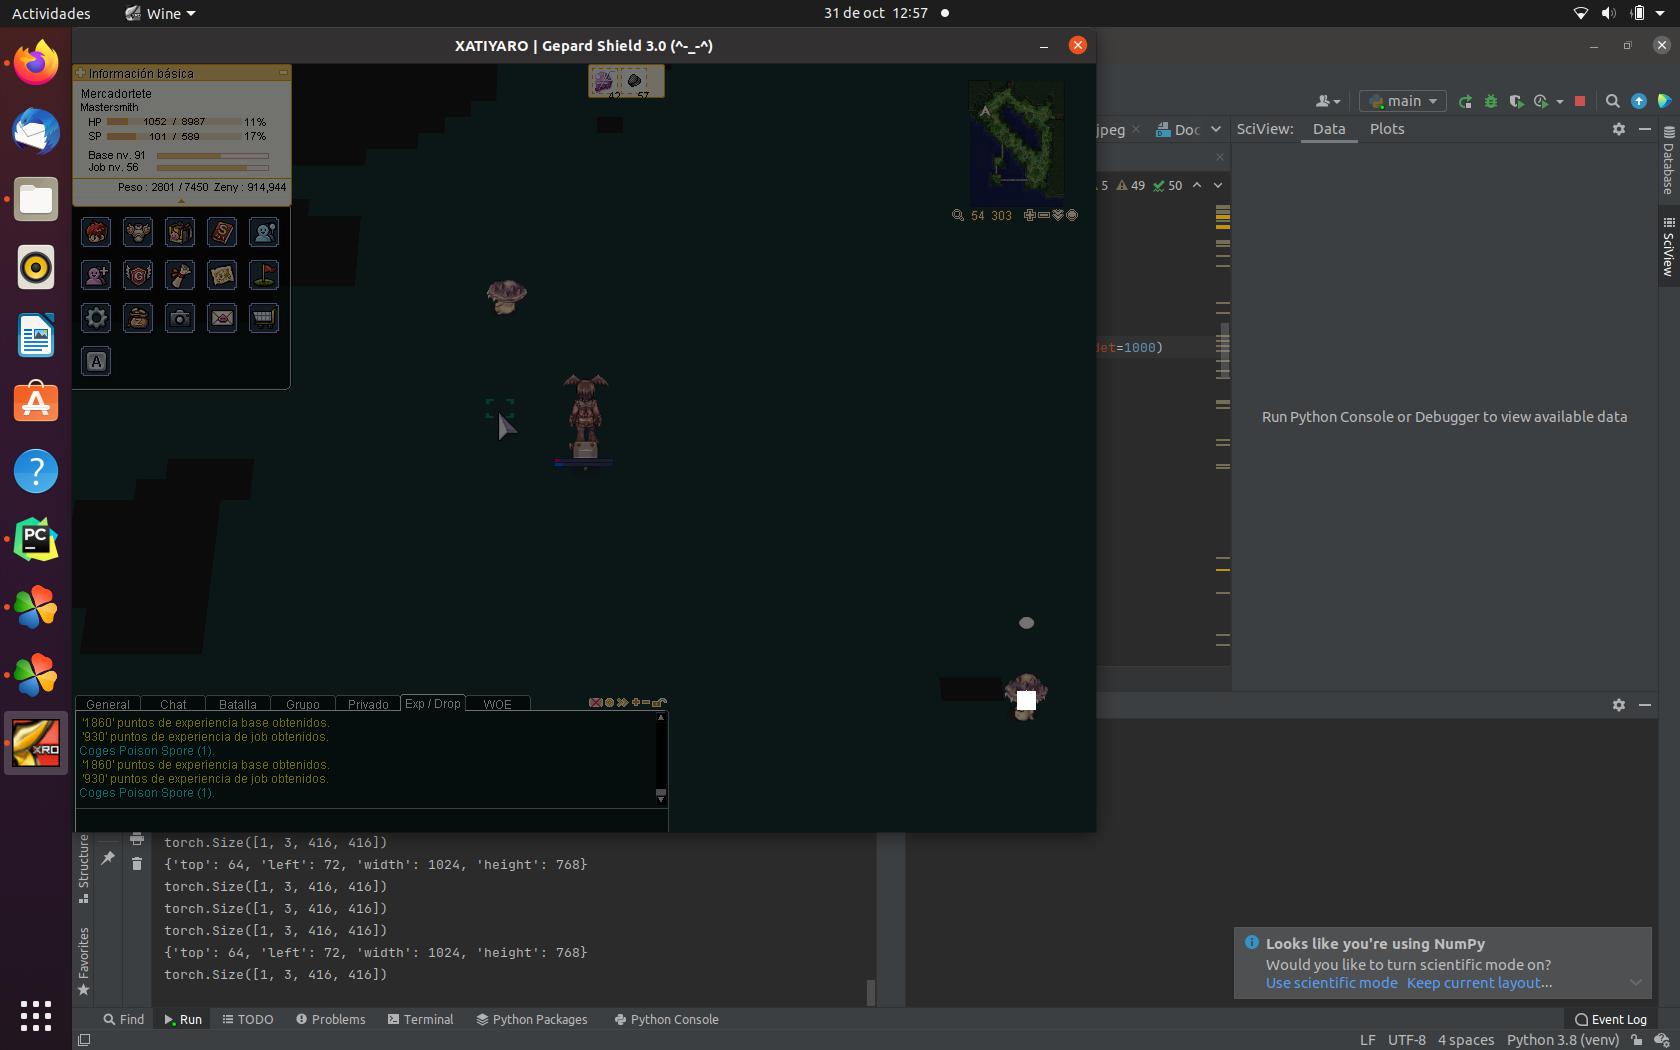 Actividades
Wine
31 de oct 12:57
XATIYARO | Gepard Shield 3.0 (^-_-^)
Información básica
Mercadortete
Mastersmith
HP 1052 / 8987 11%
SP 101 / 589 17%
Base nv. 91
Job nv. 56
Peso : 2801 / 7450 Zeny : 914,944
42 57
54 303
A
General Chat Batalla Grupo Privado Exp / Drop WOE
'1860' puntos de experiencia base obtenidos.
'930' puntos de experiencia de job obtenidos.
Coges Poison Spore (1).
'1860' puntos de experiencia base obtenidos.
'930' puntos de experiencia de job obtenidos.
Coges Poison Spore (1).
main
jpeg
Doc
SciView: Data Plots
5 49 50
det=1000)
Run Python Console or Debugger to view available data
Database
SciView
PC
XRO
Structure
Favorites
torch.Size([1, 3, 416, 416])
{'top': 64, 'left': 72, 'width': 1024, 'height': 768}
torch.Size([1, 3, 416, 416])
torch.Size([1, 3, 416, 416])
torch.Size([1, 3, 416, 416])
{'top': 64, 'left': 72, 'width': 1024, 'height': 768}
torch.Size([1, 3, 416, 416])
Looks like you're using NumPy
Would you like to turn scientific mode on?
Use scientific mode Keep current layout...
Find Run TODO Problems Terminal Python Packages Python Console
Event Log
LF UTF-8 4 spaces Python 3.8 (venv)